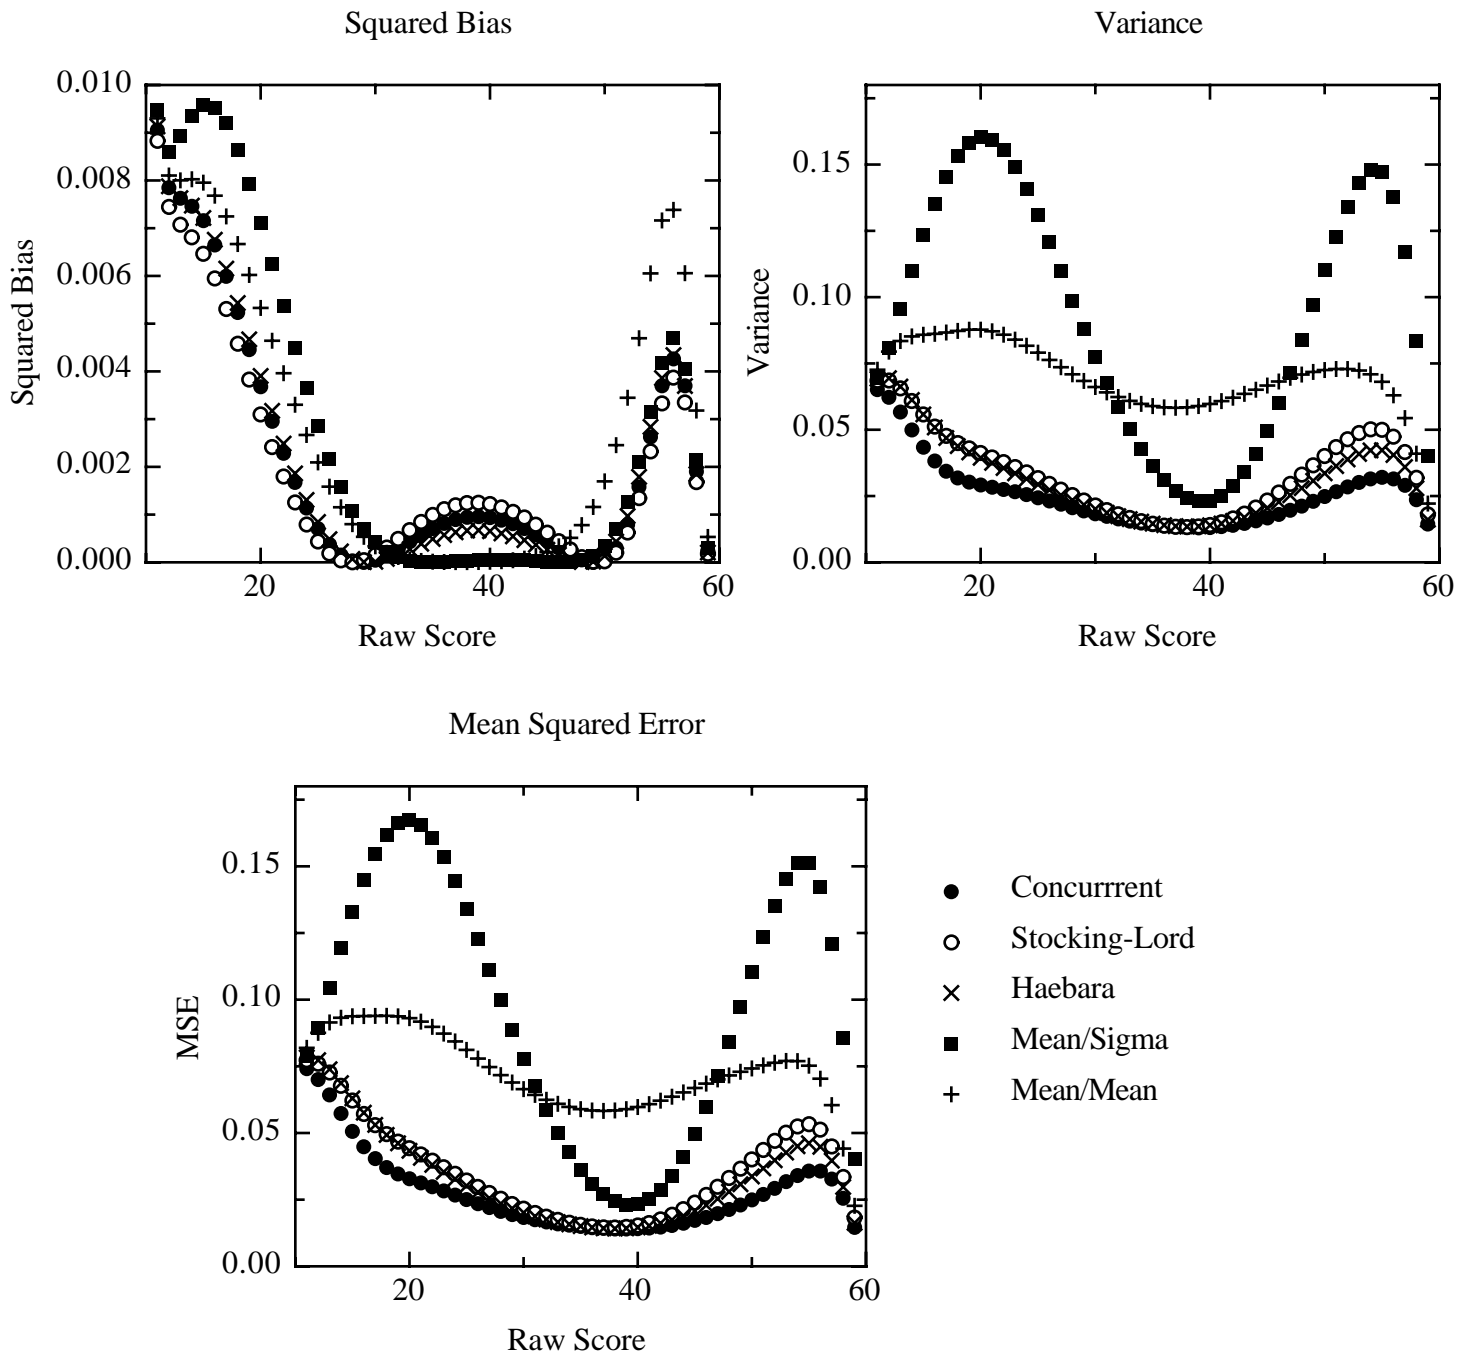 Squared Bias
Variance
0.010
0.008
0.006
0.004
0.002
0.000
Squared Bias
20
40
60
Raw Score
0.15
0.10
0.05
0.00
Variance
20
40
60
Raw Score
Mean Squared Error
0.15
0.10
0.05
0.00
MSE
20
40
60
Raw Score
Concurrrent
Stocking-Lord
Haebara
Mean/Sigma
Mean/Mean